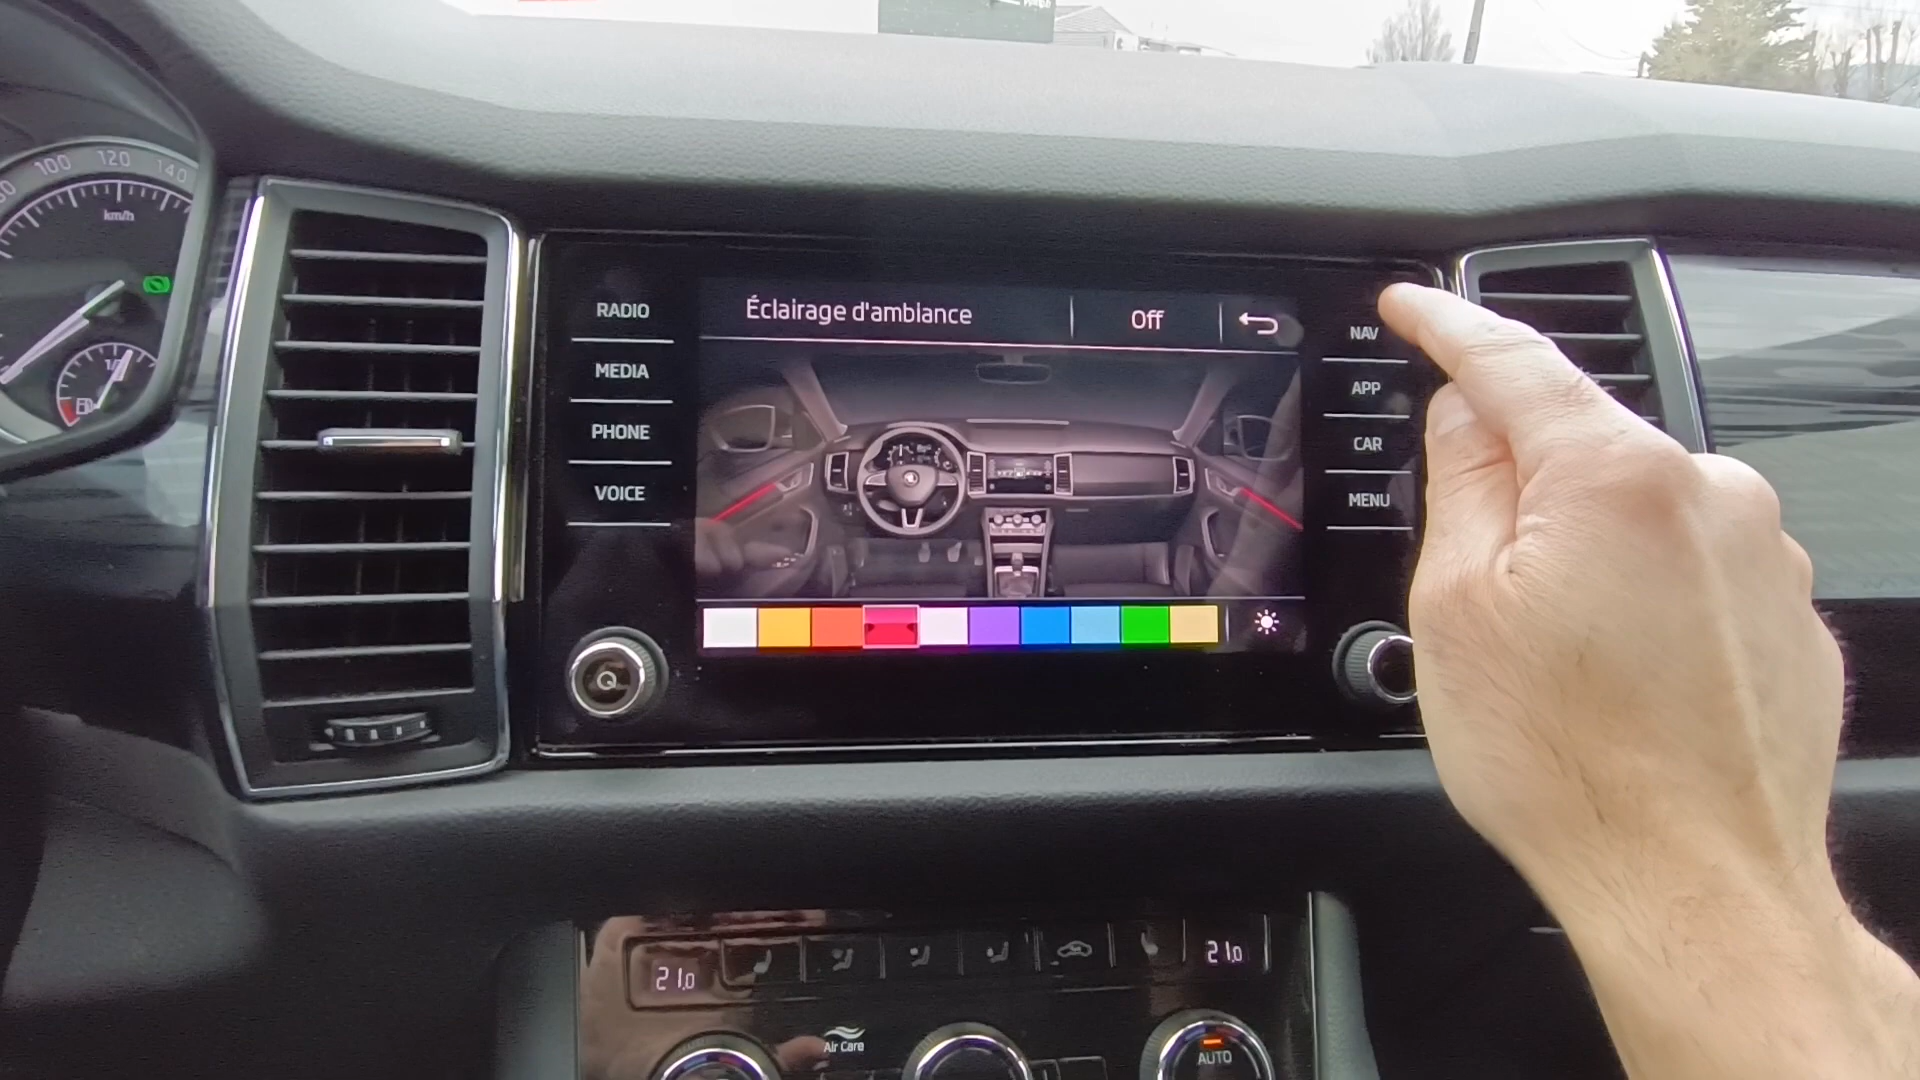 100 120 140
km/h
RADIO
MEDIA
PHONE
VOICE
Éclairage d'ambiance
Off
NAV
APP
CAR
MENU
21.0
21.0
Air Care
AUTO